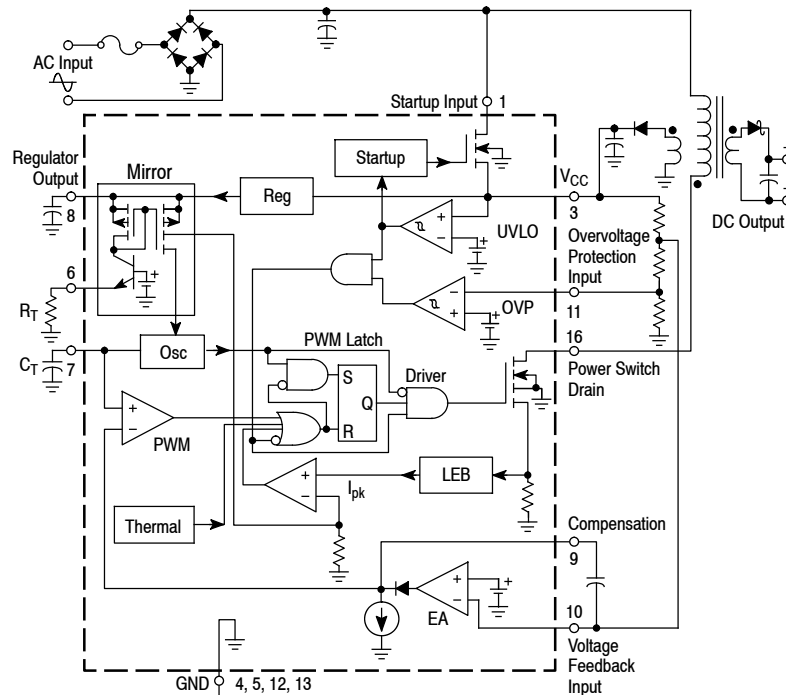 AC Input
Startup Input
1
Regulator
Output
8
Mirror
Reg
Startup
VCC
3
UVLO
DC Output
Overvoltage
Protection
Input
11
OVP
6
RT
CT
7
Osc
PWM Latch
S
Q
R
Driver
16
Power Switch
Drain
PWM
LEB
Ipk
Thermal
Compensation
9
EA
10
Voltage
Feedback
Input
GND
4, 5, 12, 13
+
−
+
−
+
−
+
−
+
−
+
+
+
+